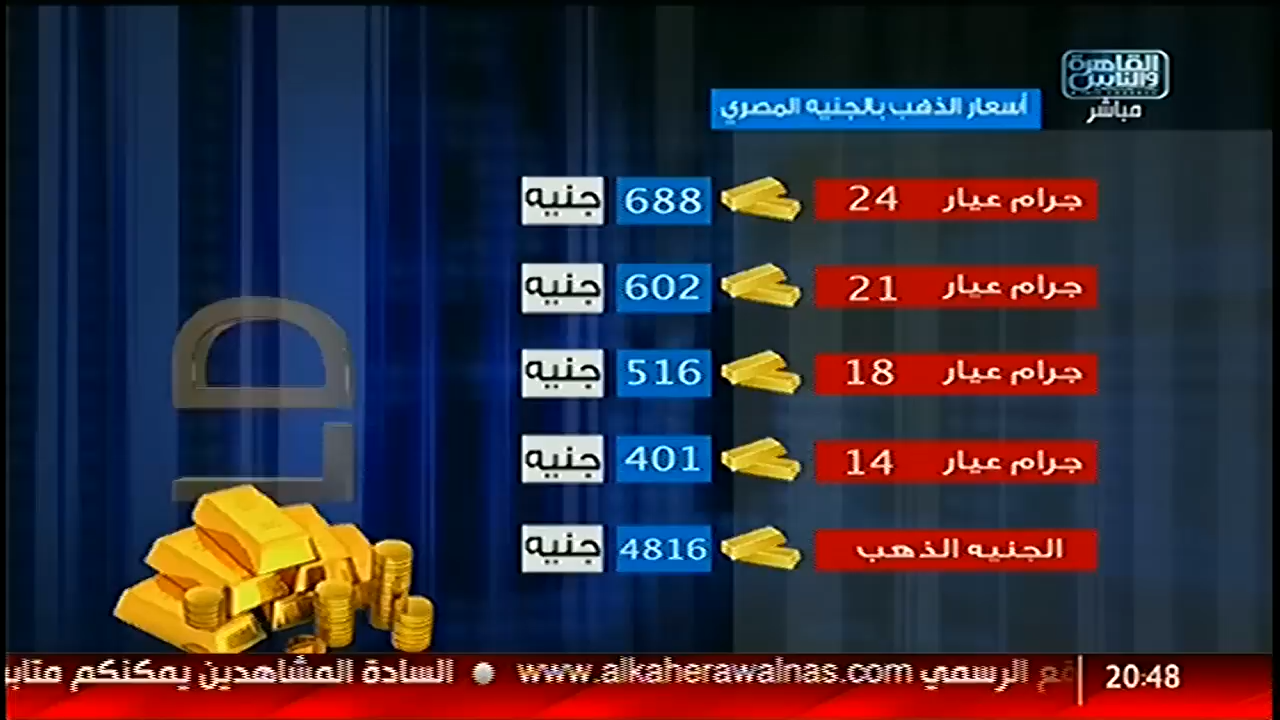 القاهرة والناس
مباشر
أسعار الذهب بالجنيه المصري
جرام عيار 24 688 جنيه
جرام عيار 21 602 جنيه
جرام عيار 18 516 جنيه
جرام عيار 14 401 جنيه
الجنيه الذهب 4816 جنيه
20:48
الرسمي www.alkaherawalnas.com ● السادة المشاهدين يمكنكم